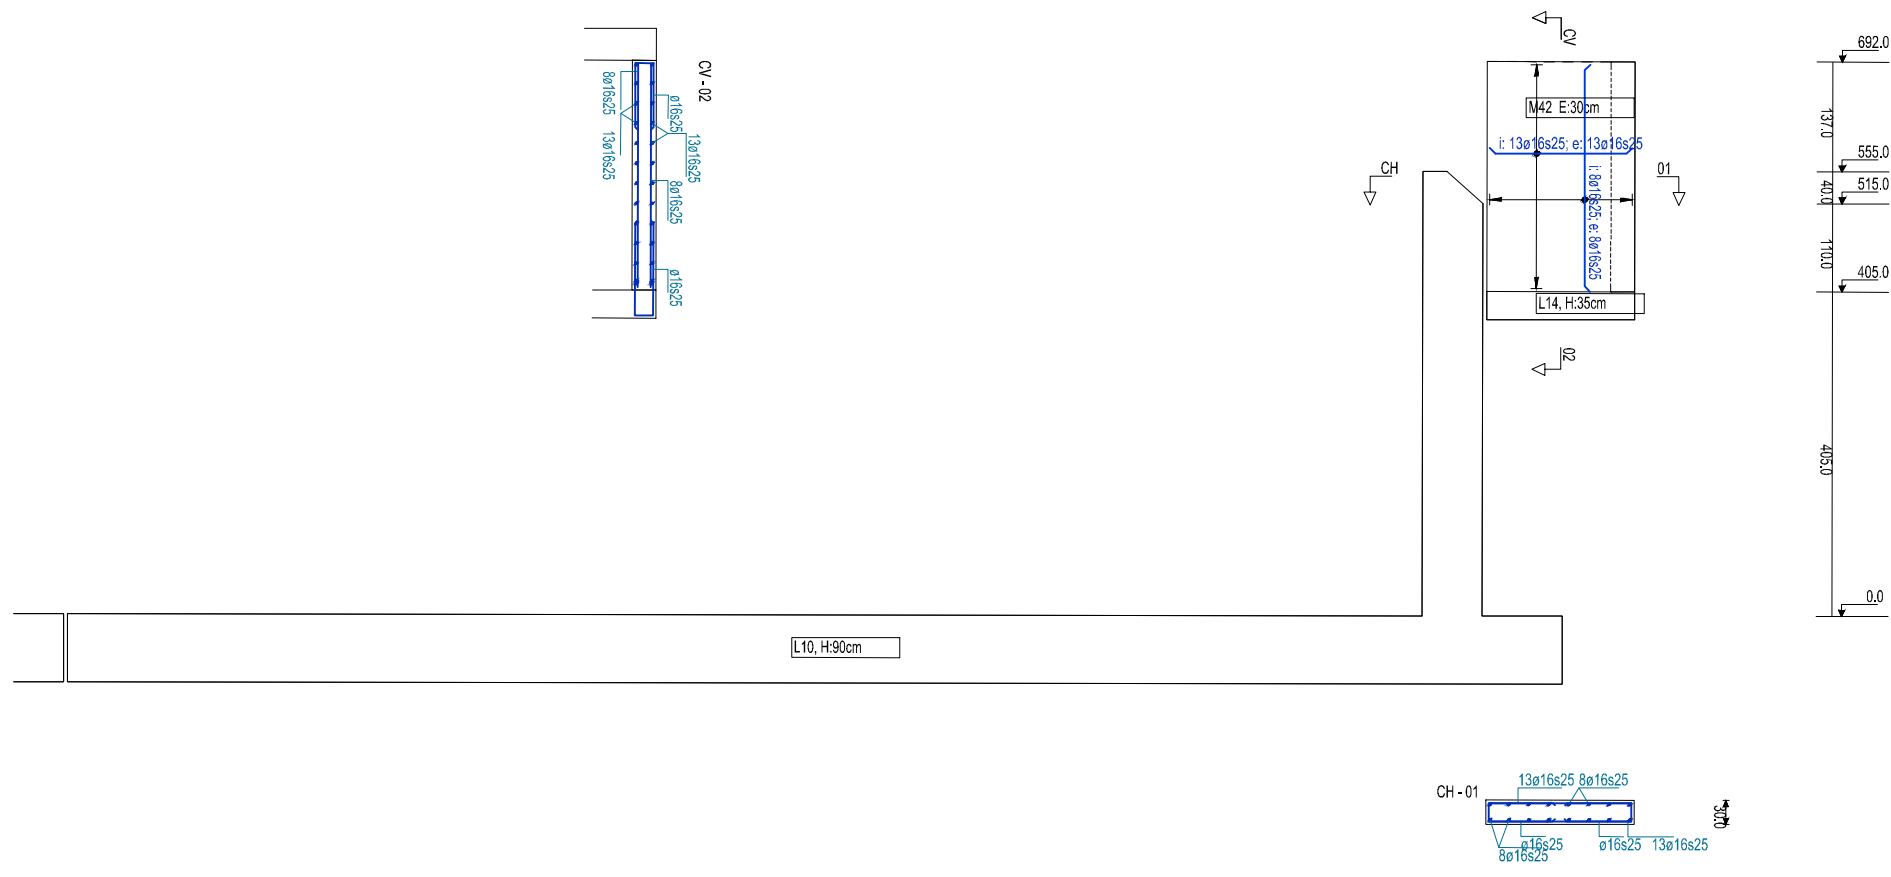 CV
692.0
CV - 02
8ø16s25
ø16s25
M42 E:30cm
137.0
13ø16s25
13ø16s25
i: 13ø16s25; e: 13ø16s25
555.0
CH
01
8ø16s25
i: 8ø16s25; e: 8ø16s25
40.0
515.0
110.0
405.0
ø16s25
L14, H:35cm
02
405.0
0.0
L10, H:90cm
13ø16s25
8ø16s25
CH - 01
30.0
ø16s25
ø16s25
13ø16s25
8ø16s25